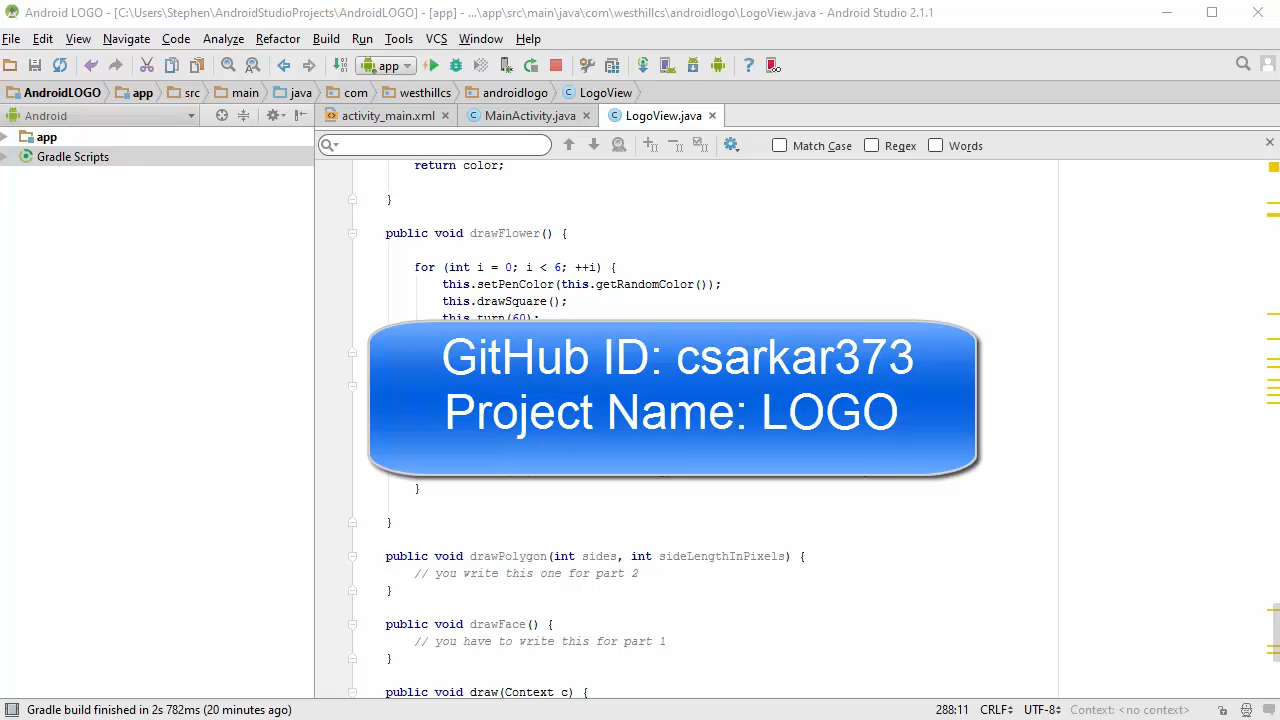 Android LOGO - [C:\Users\Stephen\AndroidStudioProjects\AndroidLOGO] - [app] - ...\app\src\main\java\com\westhillcs\androidlogo\LogoView.java - Android Studio 2.1.1
File Edit View Navigate Code Analyze Refactor Build Run Tools VCS Window Help
app
AndroidLOGO app src main java com westhillcs androidlogo LogoView
Android activity_main.xml MainActivity.java LogoView.java
app
Match Case Regex Words
Gradle Scripts
return color;
}
public void drawFlower() {
for (int i = 0; i < 6; ++i) {
this.setPenColor(this.getRandomColor());
this.drawSquare();
this.turn(60);
GitHub ID: csarkar373
Project Name: LOGO
}
}
public void drawPolygon(int sides, int sideLengthInPixels) {
// you write this one for part 2
}
public void drawFace() {
// you have to write this for part 1
}
public void draw(Context c) {
Gradle build finished in 2s 782ms (20 minutes ago) 288:11 CRLF UTF-8 Context: <no context>